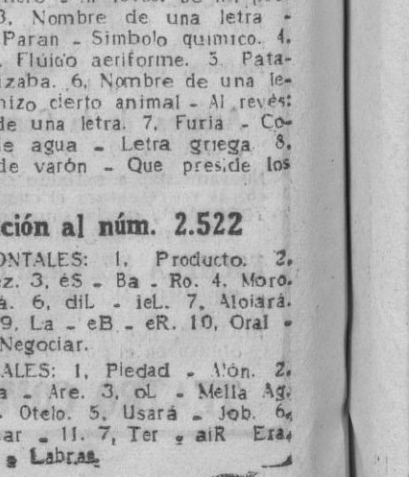 3, Nombre de una letra -
Paran - Símbolo químico. 4,
Flúido aeriforme. 5, Pata-
izaba. 6, Nombre de una le-
hizo cierto animal - Al revés:
de una letra. 7, Furia - Co-
e agua - Letra griega 8,
de varón - Que preside los
ción al núm. 2.522
ONTALES: 1, Producto. 2,
ez. 3, éS - Ba - Ro. 4, Moro.
á. 6, diL - ieL. 7, Aloiará.
9, La - eB - eR. 10, Oral -
Negociar.
ALES: 1, Piedad - Vón. 2,
a - Are. 3, oL - Mella Ag.
Otelo. 5, Usará - Job. 6,
ar - II. 7, Ter - aiR Era,
- Labras